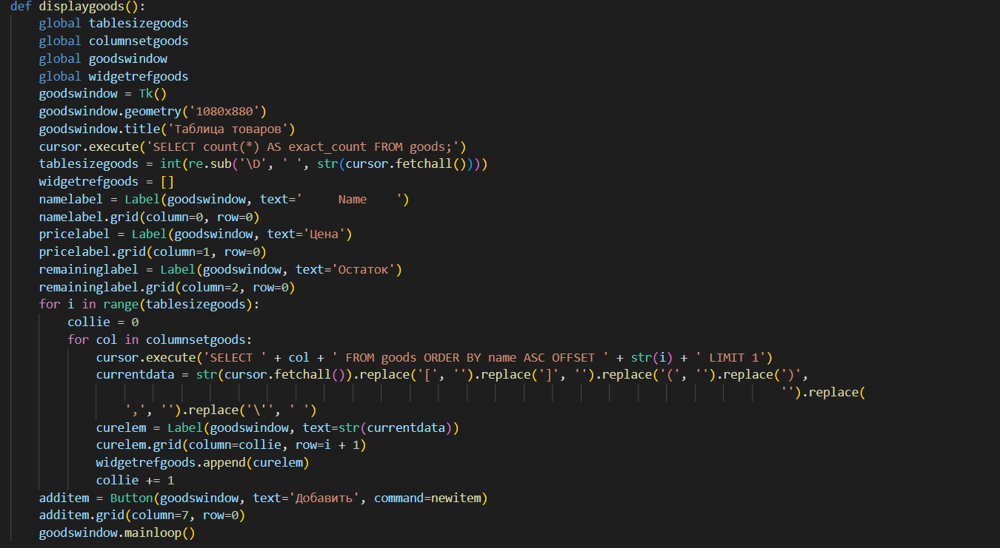 def displaygoods():
    global tablesizegoods
    global columnsetgoods
    global goodswindow
    global widgetrefgoods
    goodswindow = Tk()
    goodswindow.geometry('1080x880')
    goodswindow.title('Таблица товаров')
    cursor.execute('SELECT count(*) AS exact_count FROM goods;')
    tablesizegoods = int(re.sub('\D', ' ', str(cursor.fetchall())))
    widgetrefgoods = []
    namelabel = Label(goodswindow, text='     Name    ')
    namelabel.grid(column=0, row=0)
    pricelabel = Label(goodswindow, text='Цена')
    pricelabel.grid(column=1, row=0)
    remaininglabel = Label(goodswindow, text='Остаток')
    remaininglabel.grid(column=2, row=0)
    for i in range(tablesizegoods):
        collie = 0
        for col in columnsetgoods:
            cursor.execute('SELECT ' + col + ' FROM goods ORDER BY name ASC OFFSET ' + str(i) + ' LIMIT 1')
            currentdata = str(cursor.fetchall()).replace('[', '').replace(']', '').replace('(', '').replace(')',
                                                                                                            '').replace(
                ',', '').replace('\'', ' ')
            curelem = Label(goodswindow, text=str(currentdata))
            curelem.grid(column=collie, row=i + 1)
            widgetrefgoods.append(curelem)
            collie += 1
    additem = Button(goodswindow, text='Добавить', command=newitem)
    additem.grid(column=7, row=0)
    goodswindow.mainloop()